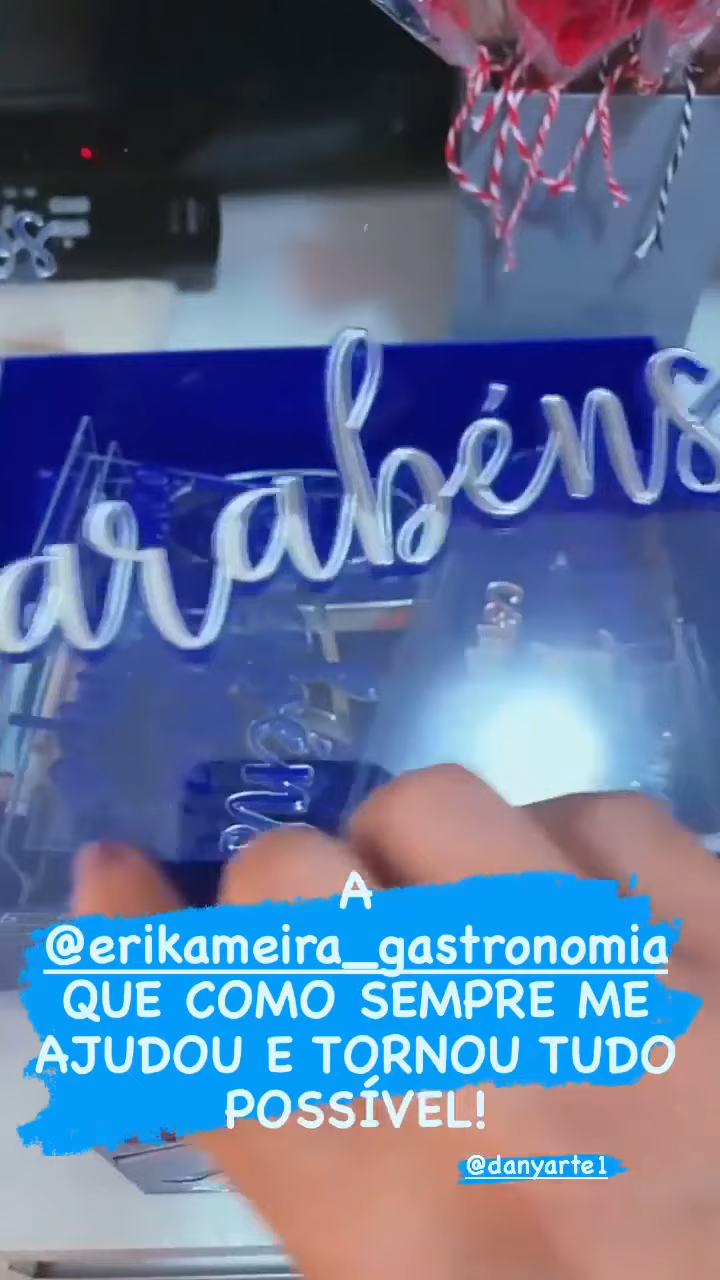 arabéns
A
@erikameira_gastronomia
QUE COMO SEMPRE ME
AJUDOU E TORNOU TUDO
POSSÍVEL!
@danyarte1